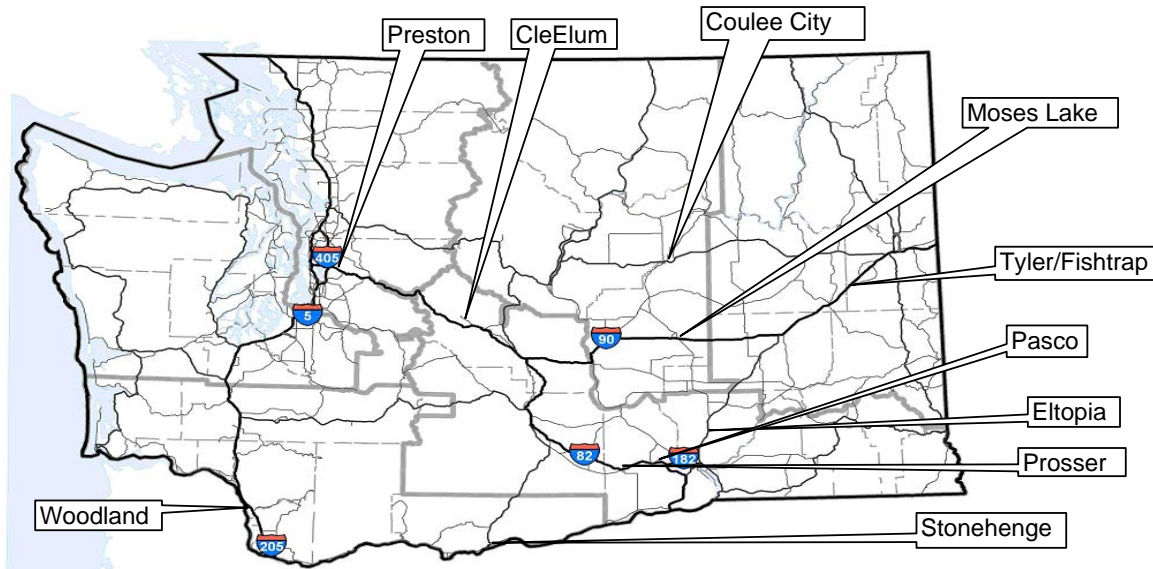 Preston
CleElum
Coulee City
Moses Lake
405
Tyler/Fishtrap
5
90
Pasco
Eltopia
82
182
Prosser
Woodland
205
Stonehenge